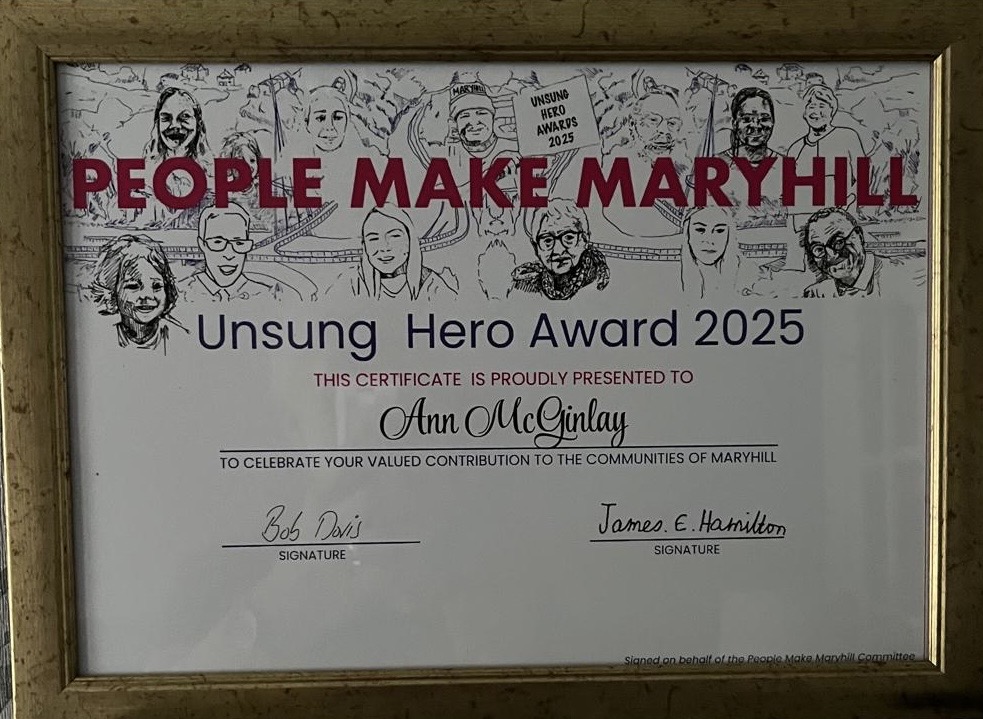 MARYHILL
UNSUNG
HERO
AWARDS
2025
PEOPLE MAKE MARYHILL
Unsung Hero Award 2025
THIS CERTIFICATE IS PROUDLY PRESENTED TO
Ann McGinlay
TO CELEBRATE YOUR VALUED CONTRIBUTION TO THE COMMUNITIES OF MARYHILL
Bob Davis
SIGNATURE
James. E. Hamilton
SIGNATURE
Signed on behalf of the People Make Maryhill Committee